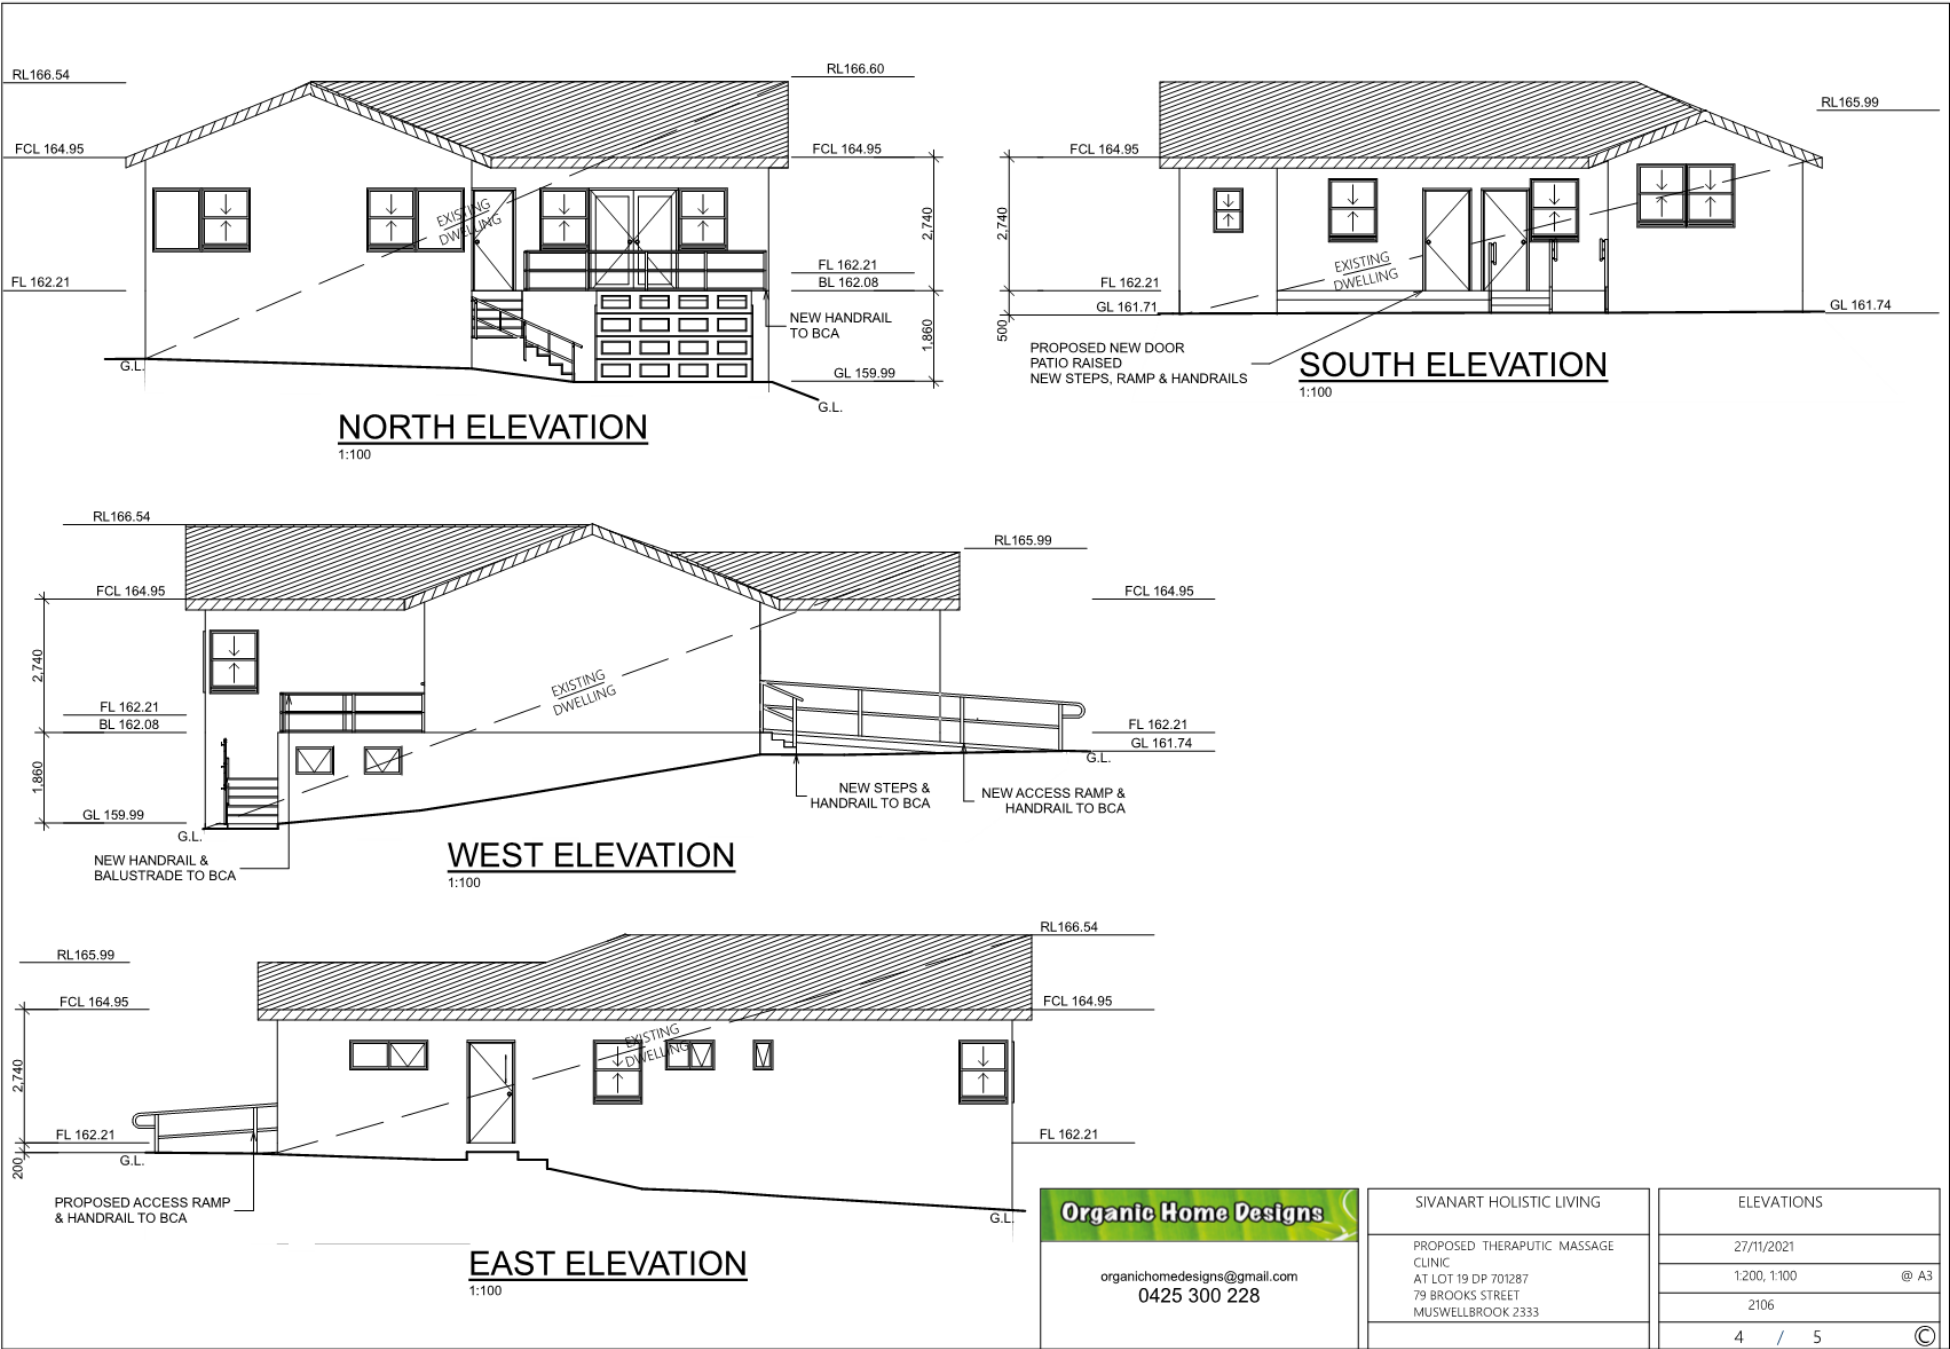 RL166.54
FCL 164.95
FL 162.21
G.L.
EXISTING
DWELLING
RL166.60
FCL 164.95
2,740
FL 162.21
BL 162.08
NEW HANDRAIL
TO BCA
1,860
GL 159.99
G.L.
NORTH ELEVATION
1:100
RL165.99
FCL 164.95
2,740
FL 162.21
GL 161.71
500
EXISTING
DWELLING
GL 161.74
PROPOSED NEW DOOR
PATIO RAISED
NEW STEPS, RAMP & HANDRAILS
SOUTH ELEVATION
1:100
RL166.54
FCL 164.95
2,740
FL 162.21
BL 162.08
1,860
GL 159.99
G.L.
NEW HANDRAIL &
BALUSTRADE TO BCA
EXISTING
DWELLING
RL165.99
FCL 164.95
FL 162.21
GL 161.74
G.L.
NEW STEPS &
HANDRAIL TO BCA
NEW ACCESS RAMP &
HANDRAIL TO BCA
WEST ELEVATION
1:100
RL165.99
FCL 164.95
2,740
FL 162.21
200
G.L.
PROPOSED ACCESS RAMP
& HANDRAIL TO BCA
EXISTING
DWELLING
RL166.54
FCL 164.95
FL 162.21
G.L.
EAST ELEVATION
1:100
Organic Home Designs
organichomedesigns@gmail.com
0425 300 228
SIVANART HOLISTIC LIVING
PROPOSED THERAPUTIC MASSAGE
CLINIC
AT LOT 19 DP 701287
79 BROOKS STREET
MUSWELLBROOK 2333
ELEVATIONS
27/11/2021
1:200, 1:100 @ A3
2106
4 / 5 ©